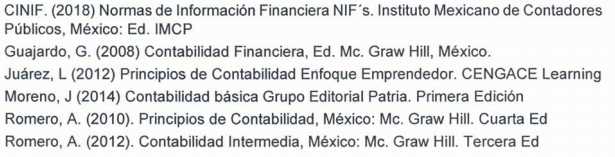 CINIF. (2018) Normas de Información Financiera NIF´s. Instituto Mexicano de Contadores
Públicos, México: Ed. IMCP
Guajardo, G. (2008) Contabilidad Financiera, Ed. Mc. Graw Hill, México.
Juárez, L (2012) Principios de Contabilidad Enfoque Emprendedor. CENGACE Learning
Moreno, J (2014) Contabilidad básica Grupo Editorial Patria. Primera Edición
Romero, A. (2010). Principios de Contabilidad, México: Mc. Graw Hill. Cuarta Ed
Romero, A. (2012). Contabilidad Intermedia, México: Mc. Graw Hill. Tercera Ed